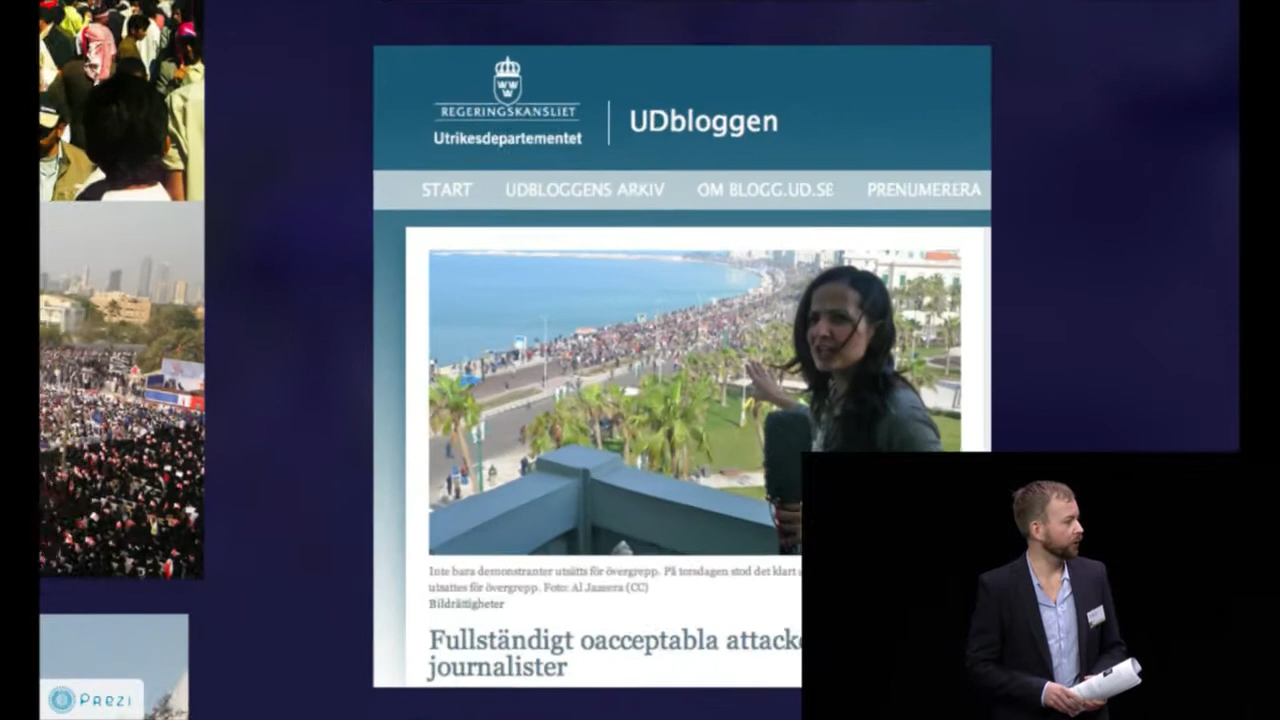 REGERINGSKANSLIET
Utrikesdepartementet
UDbloggen
START UDBLOGGENS ARKIV OM BLOGG.UD.SE PRENUMERERA
Inte bara demonstranter utsätts för övergrepp. På torsdagen stod det klart
utsattes för övergrepp. Foto: Al Jazeera (CC)
Bildrättigheter
Fullständigt oacceptabla attacke
journalister
Prezi